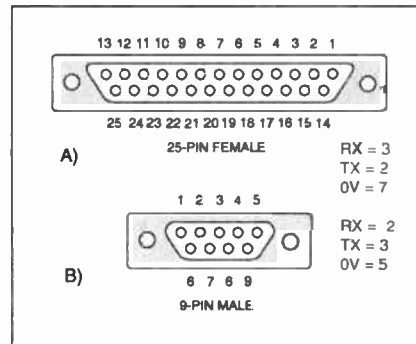 13 12 11 10 9 8 7 6 5 4 3 2 1
25 24 23 22 21 20 19 18 17 16 15 14
A)
25-PIN FEMALE
RX = 3
TX = 2
0V = 7
1 2 3 4 5
RX = 2
TX = 3
0V = 5
B)
6 7 8 9
9-PIN MALE.